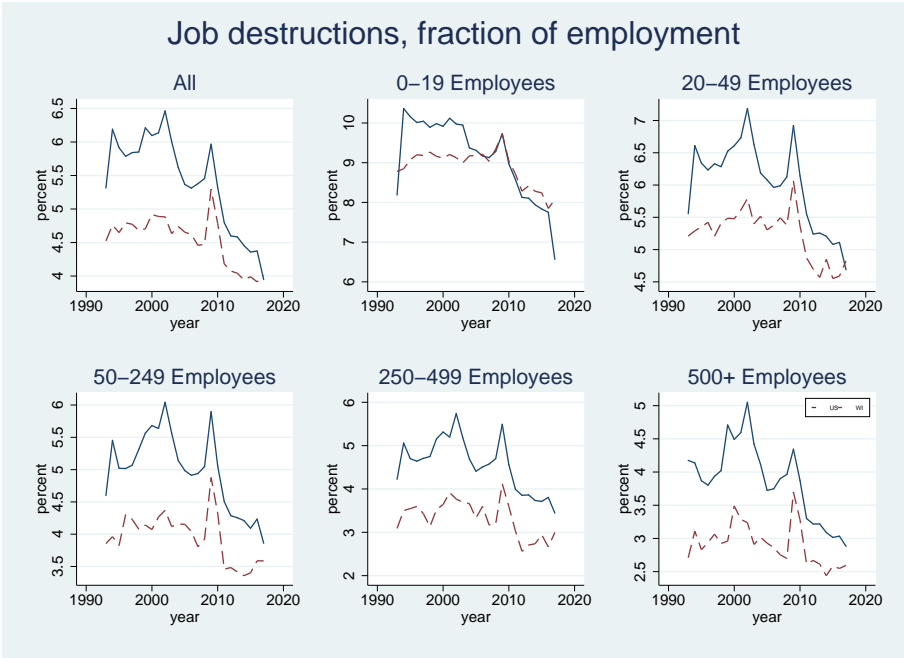 Job destructions, fraction of employment
All
percent
4 4.5 5 5.5 6 6.5
1990 2000 2010 2020
year
0−19 Employees
percent
6 7 8 9 10
1990 2000 2010 2020
year
20−49 Employees
percent
4.5 5 5.5 6 6.5 7
1990 2000 2010 2020
year
50−249 Employees
percent
3.5 4 4.5 5 5.5 6
1990 2000 2010 2020
year
250−499 Employees
percent
2 3 4 5 6
1990 2000 2010 2020
year
500+ Employees
US WI
percent
2.5 3 3.5 4 4.5 5
1990 2000 2010 2020
year